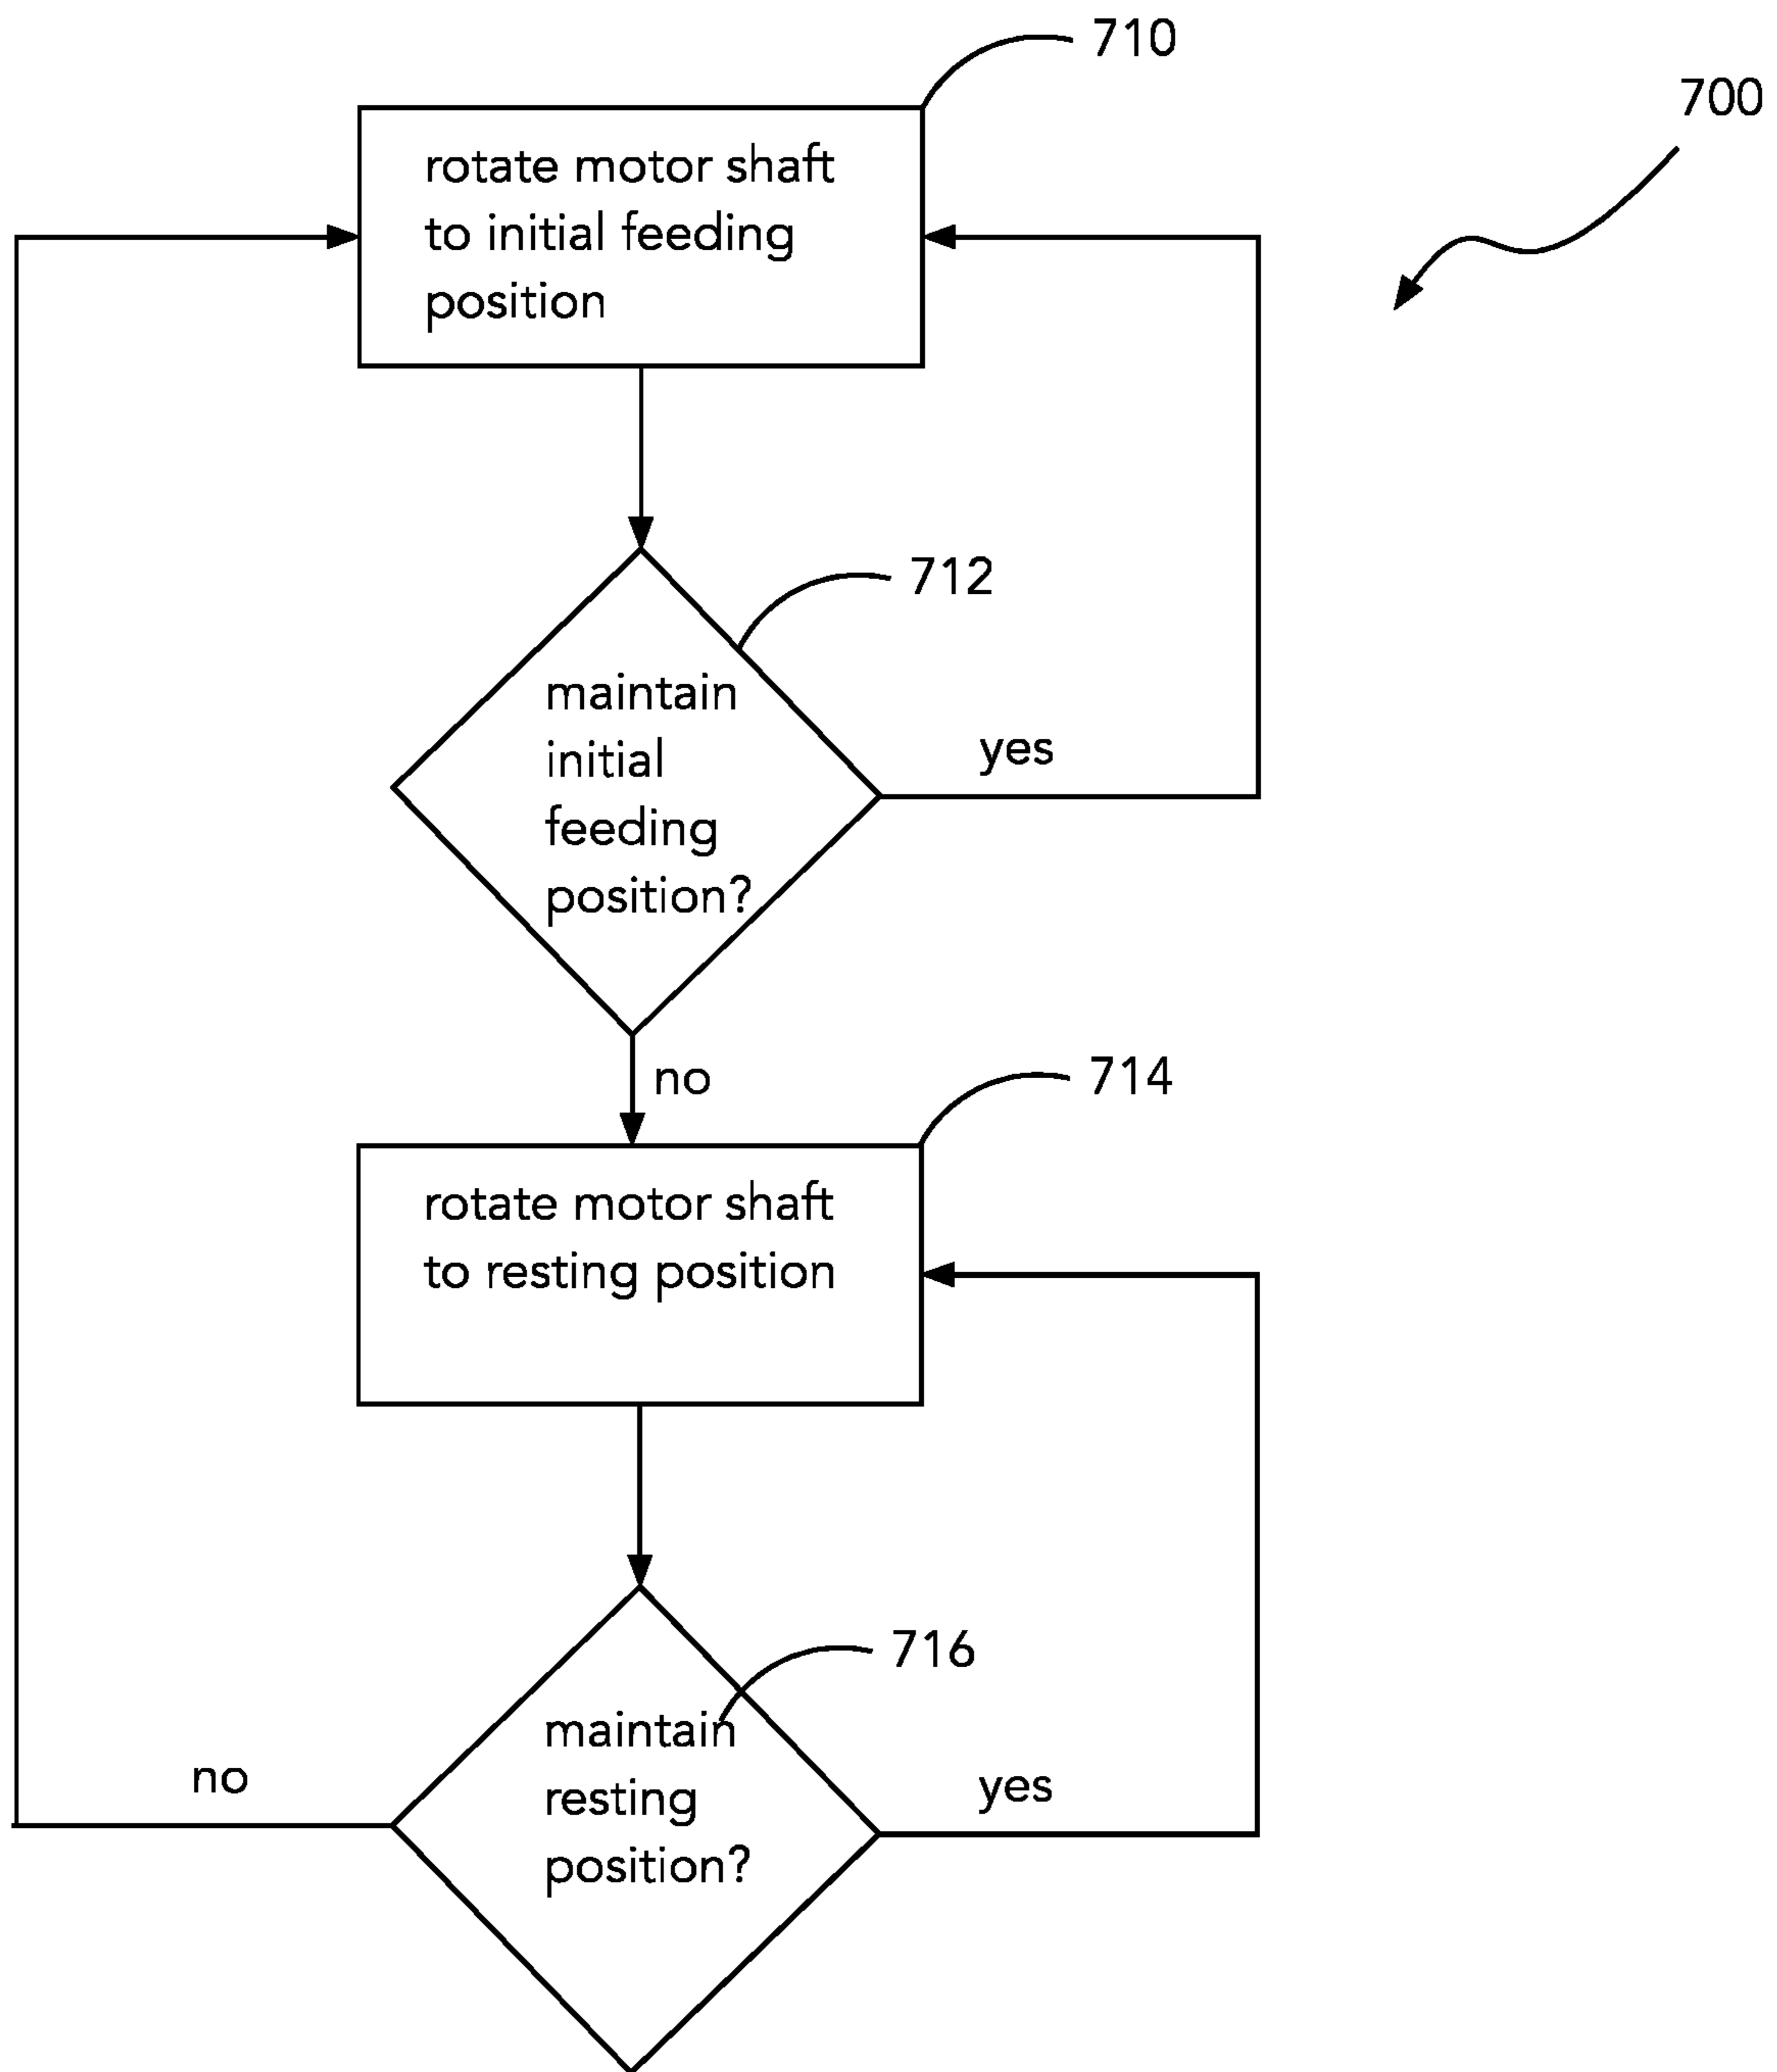 710
700
rotate motor shaft
to initial feeding
position
712
maintain
initial
feeding
position?
yes
no
714
rotate motor shaft
to resting position
716
maintain
resting
position?
no
yes